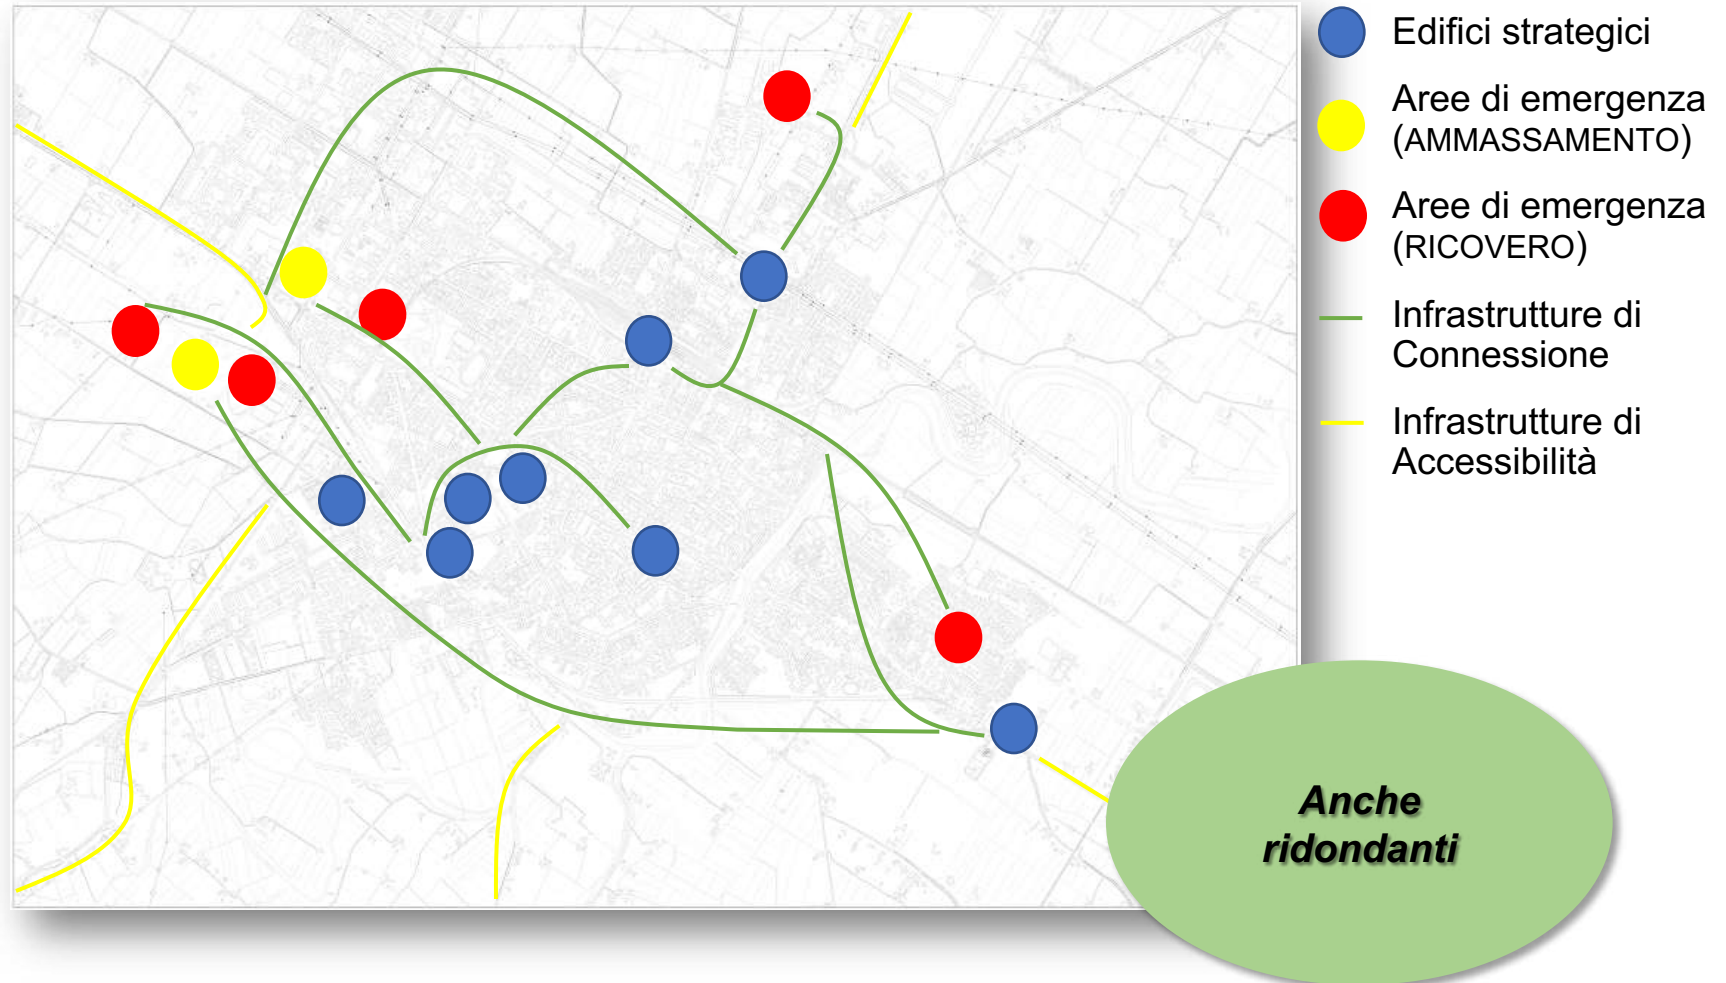 Edifici strategici
Aree di emergenza
(AMMASSAMENTO)
Aree di emergenza
(RICOVERO)
Infrastrutture di
Connessione
Infrastrutture di
Accessibilità
Anche
ridondanti